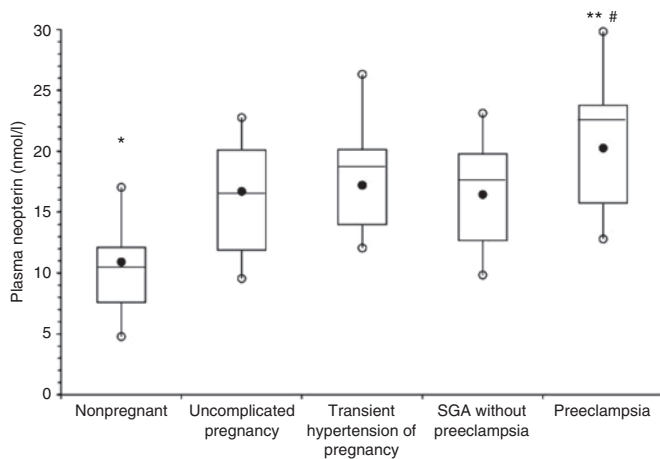 ** #
30
25
20
*
15
10
5
0
Plasma neopterin (nmol/l)
Nonpregnant
Uncomplicated
pregnancy
Transient
hypertension of
pregnancy
SGA without
preeclampsia
Preeclampsia